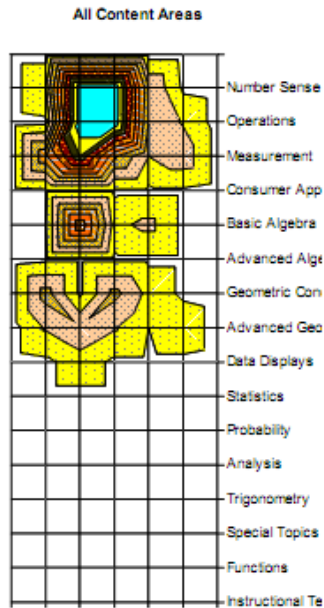 All Content Areas
Number Sense
Operations
Measurement
Consumer App
Basic Algebra
Advanced Alge
Geometric Con
Advanced Geo
Data Displays
Statistics
Probability
Analysis
Trigonometry
Special Topics
Functions
Instructional Te